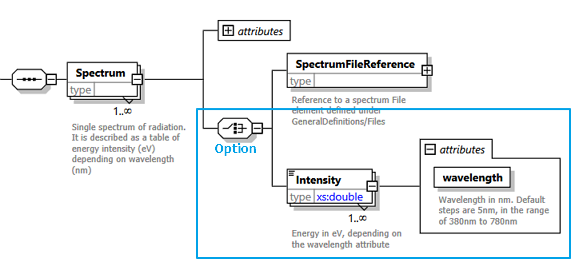 attributes
Spectrum
type
1..∞
Single spectrum of radiation.
It is described as a table of
energy intensity (eV)
depending on wavelength
(nm)
SpectrumFileReference
type
Reference to a spectrum File
element defined under
GeneralDefinitions/Files
Option
Intensity
type xs:double
1..∞
Energy in eV, depending on
the wavelength attribute
attributes
wavelength
Wavelength in nm. Default
steps are 5nm, in the range
of 380nm to 780nm